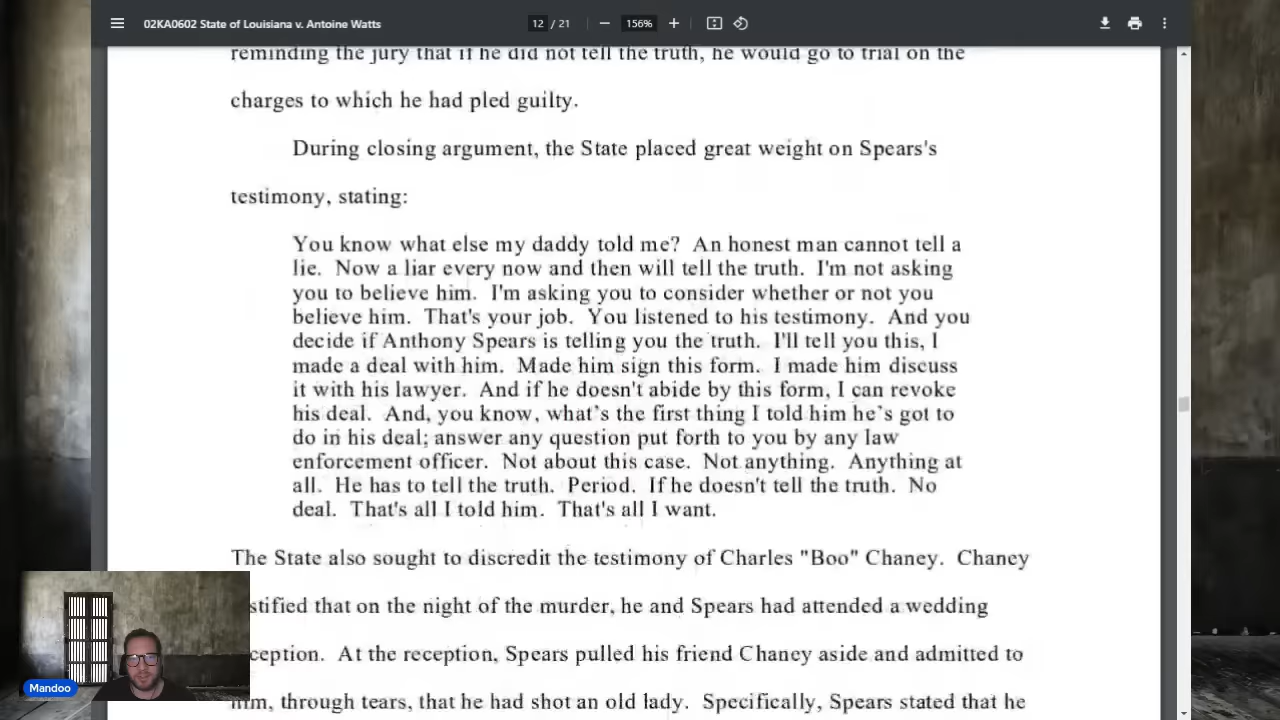 02KA0602 State of Louisiana v. Antoine Watts
12 / 21
156%
reminding the jury that if he did not tell the truth, he would go to trial on the
charges to which he had pled guilty.
During closing argument, the State placed great weight on Spears's
testimony, stating:
You know what else my daddy told me? An honest man cannot tell a
lie. Now a liar every now and then will tell the truth. I'm not asking
you to believe him. I'm asking you to consider whether or not you
believe him. That's your job. You listened to his testimony. And you
decide if Anthony Spears is telling you the truth. I'll tell you this, I
made a deal with him. Made him sign this form. I made him discuss
it with his lawyer. And if he doesn't abide by this form, I can revoke
his deal. And, you know, what's the first thing I told him he's got to
do in his deal; answer any question put forth to you by any law
enforcement officer. Not about this case. Not anything. Anything at
all. He has to tell the truth. Period. If he doesn't tell the truth. No
deal. That's all I told him. That's all I want.
The State also sought to discredit the testimony of Charles "Boo" Chaney. Chaney
stified that on the night of the murder, he and Spears had attended a wedding
ception. At the reception, Spears pulled his friend Chaney aside and admitted to
him, through tears, that he had shot an old lady. Specifically, Spears stated that he
Mandoo